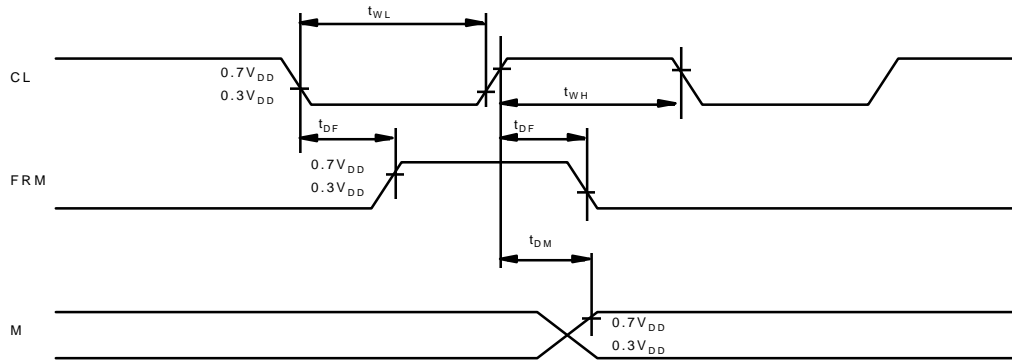 tWL
CL
0.7VDD
0.3VDD
tWH
tDF
tDF
FRM
0.7VDD
0.3VDD
tDM
M
0.7VDD
0.3VDD